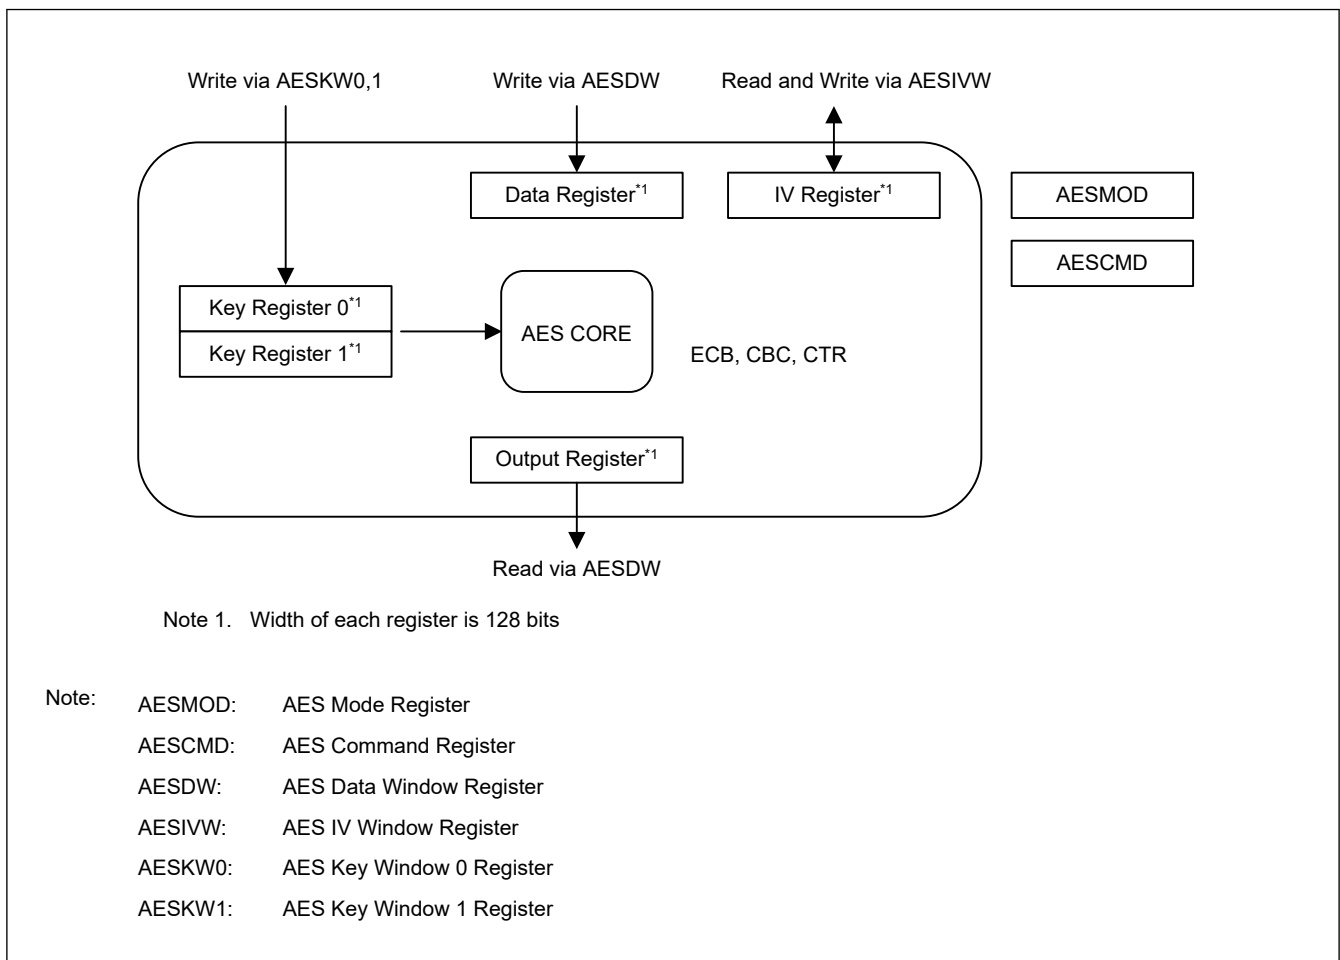 Write via AESKW0,1
Write via AESDW
Read and Write via AESIVW
Data Register*1
IV Register*1
AESMOD
AESCMD
Key Register 0*1
Key Register 1*1
AES CORE
ECB, CBC, CTR
Output Register*1
Read via AESDW
Note 1. Width of each register is 128 bits
Note:
AESMOD: AES Mode Register
AESCMD: AES Command Register
AESDW: AES Data Window Register
AESIVW: AES IV Window Register
AESKW0: AES Key Window 0 Register
AESKW1: AES Key Window 1 Register